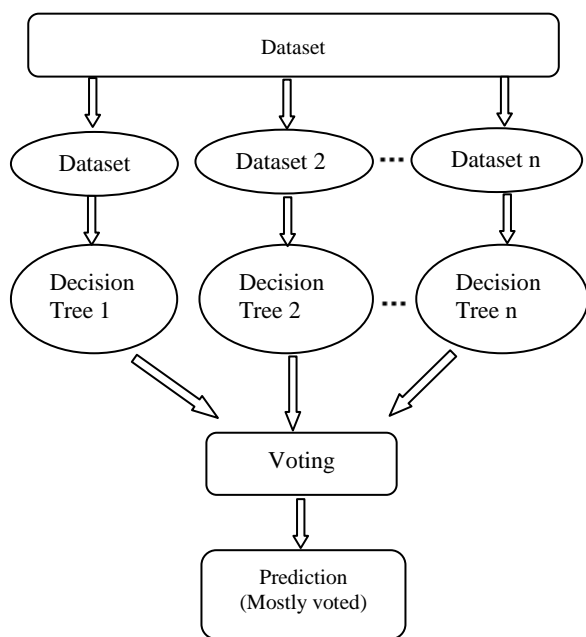 Dataset
Dataset
Dataset 2
Dataset n
Decision
Tree 1
Decision
Tree 2
Decision
Tree n
Voting
Prediction
(Mostly voted)